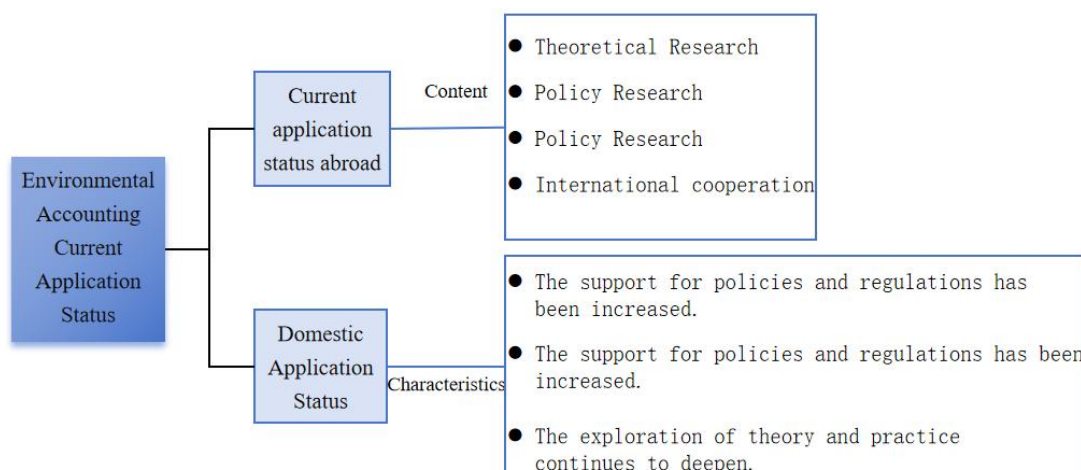 Environmental
Accounting
Current
Application
Status
Current
application
status abroad
Content
● Theoretical Research
● Policy Research
● Policy Research
● International cooperation
Domestic
Application
Status
Characteristics
● The support for policies and regulations has
been increased.
● The support for policies and regulations has been
increased.
● The exploration of theory and practice
continues to deepen.